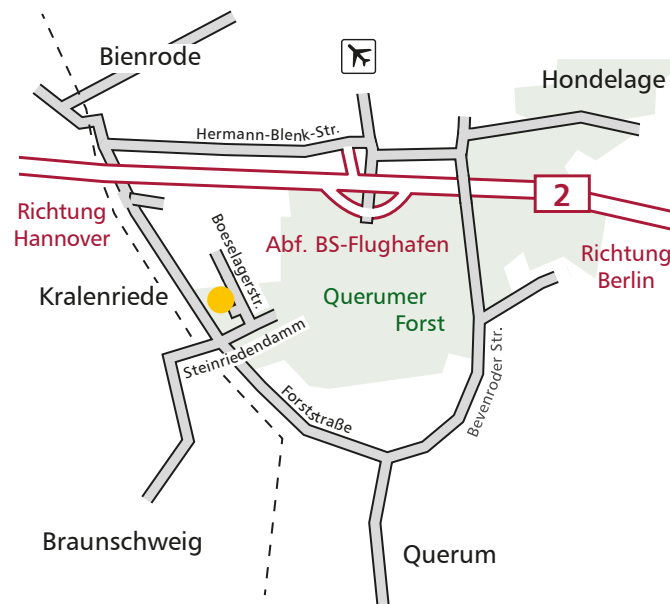 Bienrode
Hondelage
Hermann-Blenk-Str.
2
Richtung
Hannover
Boeselagerstr.
Abf. BS-Flughafen
Richtung
Berlin
Kralenriede
Querumer
Forst
Steinriedendamm
Bevenroder Str.
Forststraße
Braunschweig
Querum